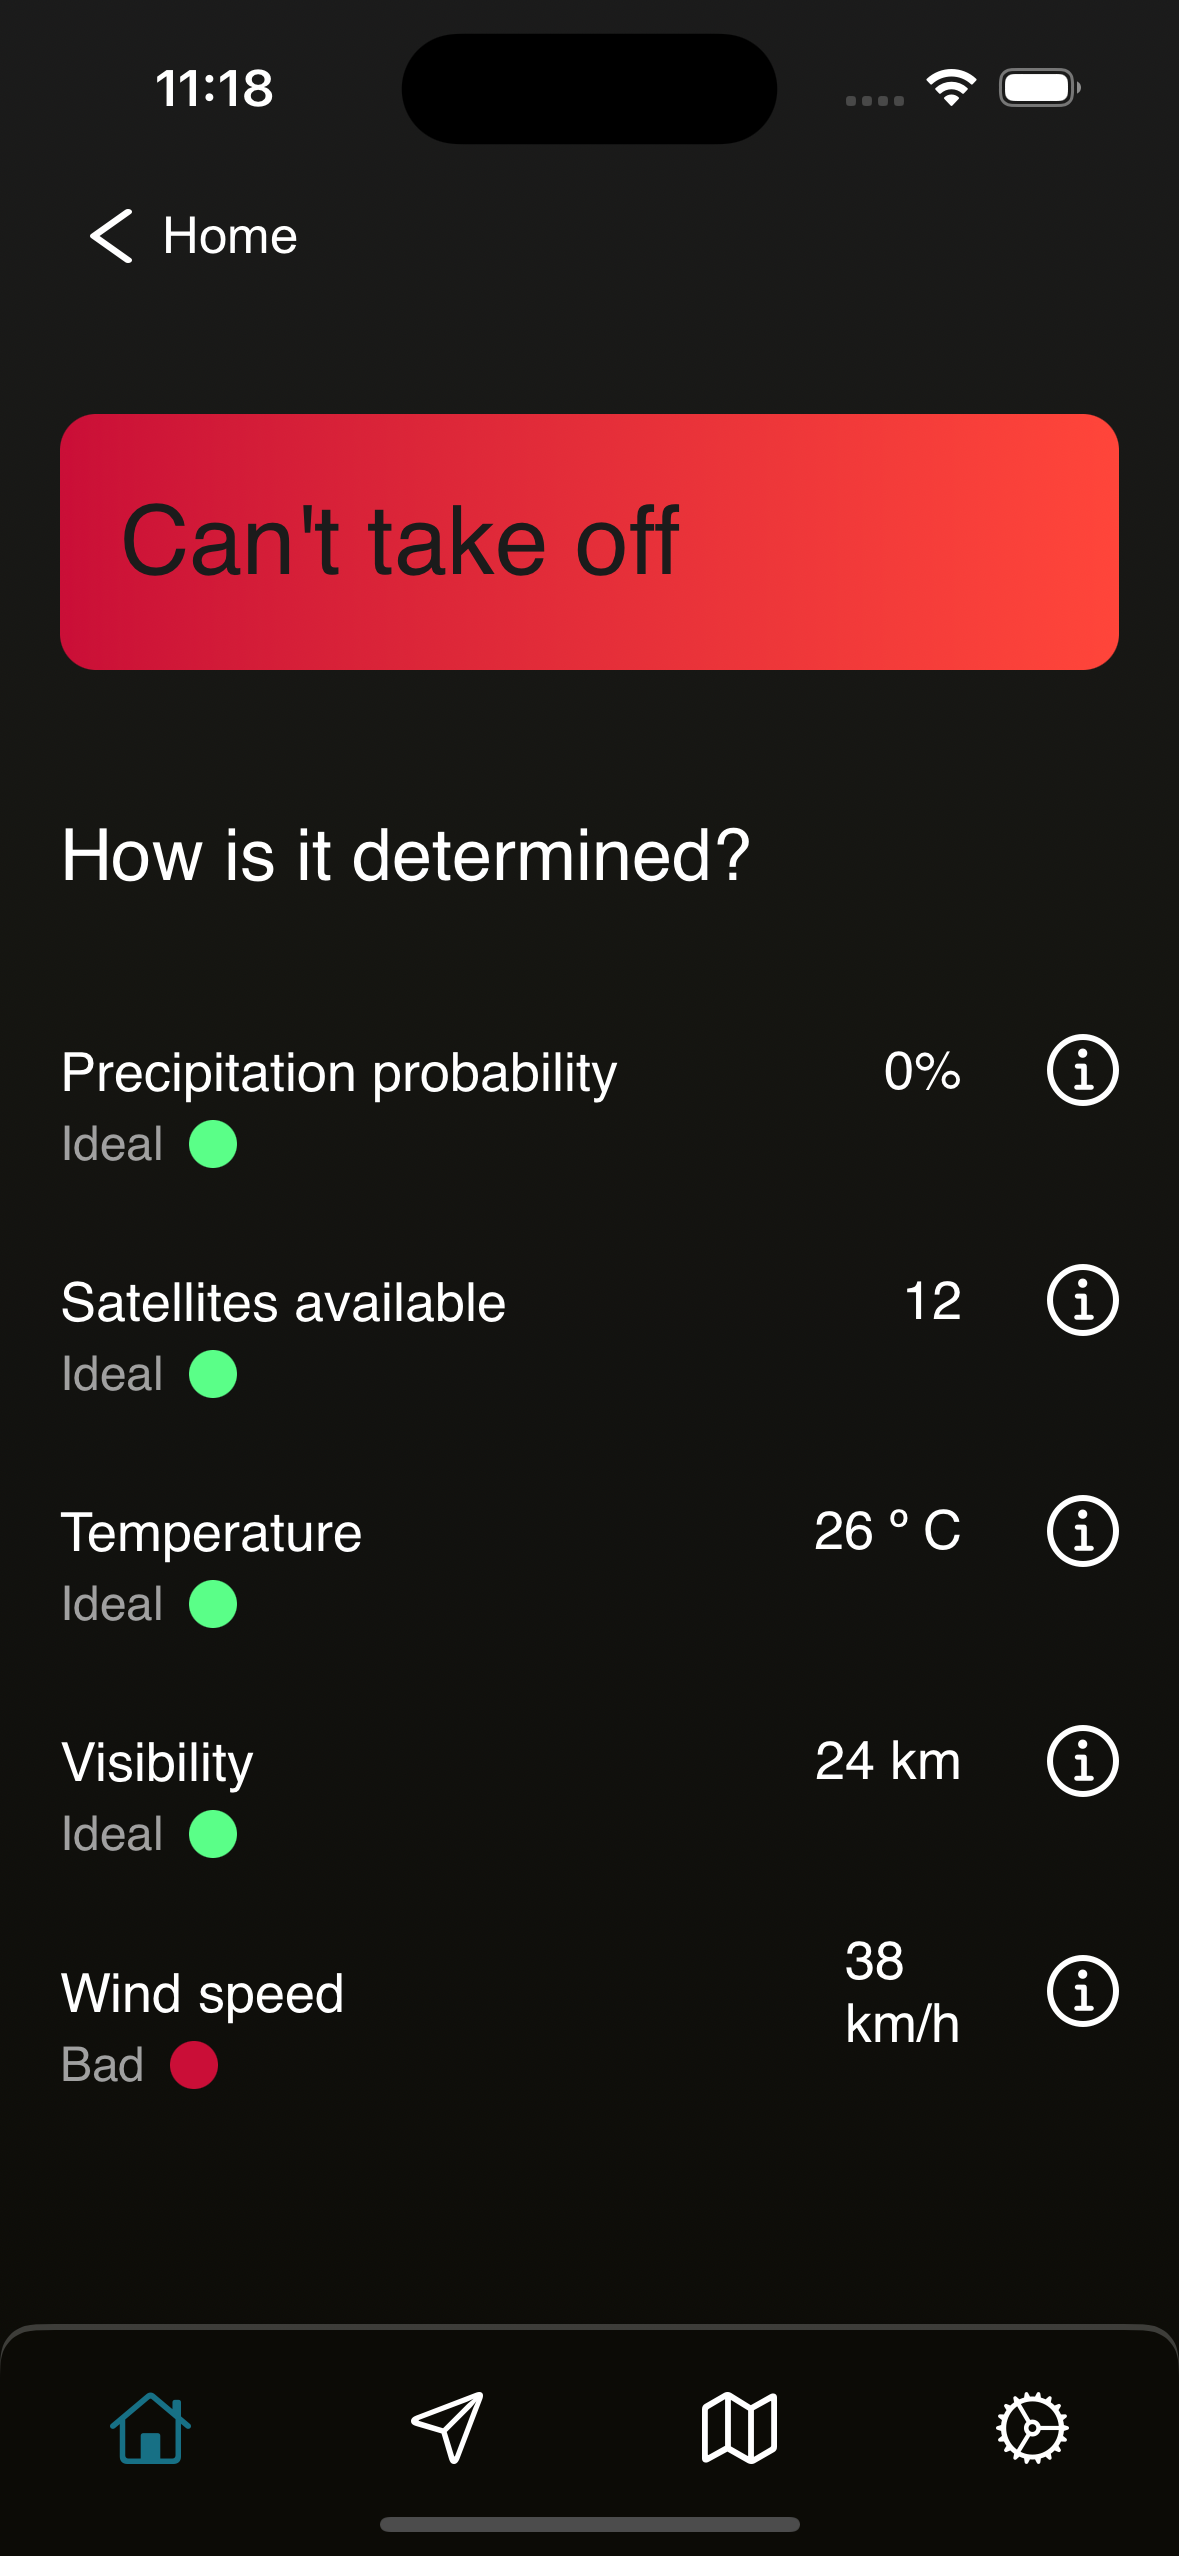 11:18
Home
Can't take off
How is it determined?
Precipitation probability 0%
Ideal
Satellites available 12
Ideal
Temperature 26 º C
Ideal
Visibility 24 km
Ideal
Wind speed 38 km/h
Bad